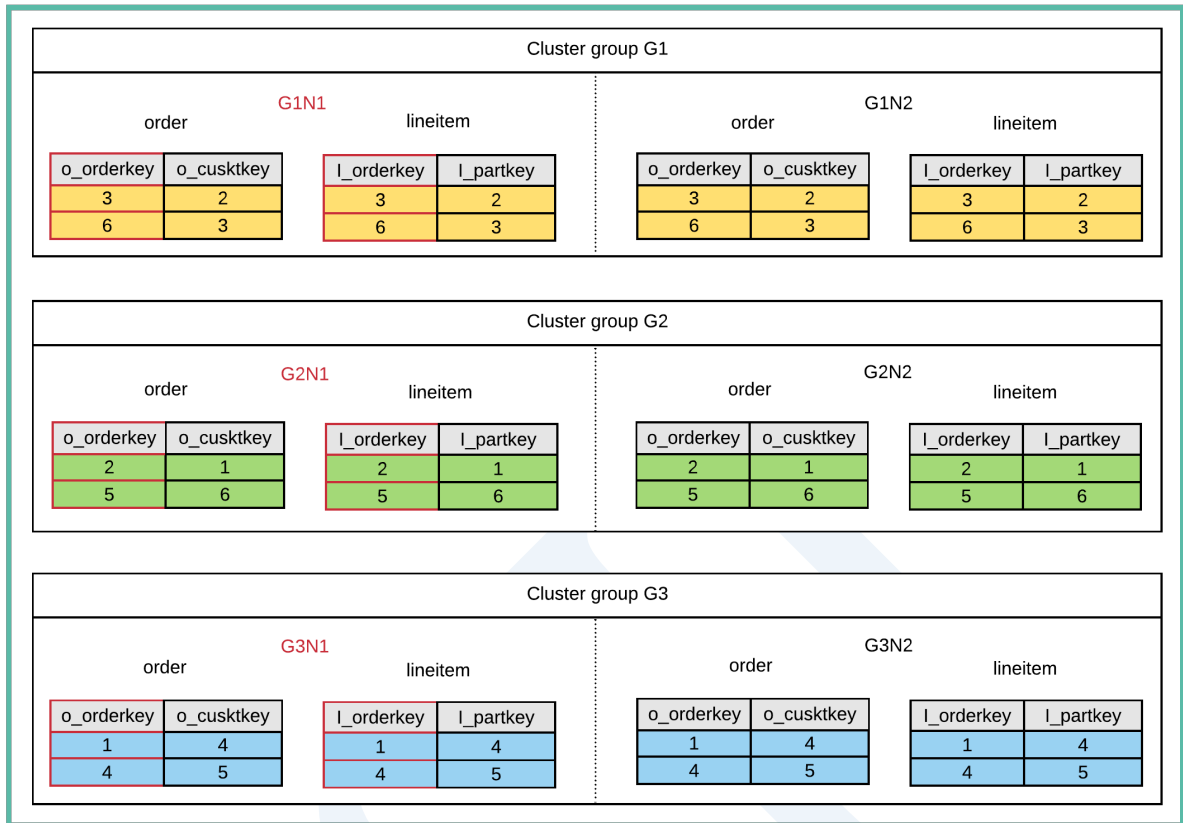 Cluster group G1
G1N1
order
lineitem
o_orderkey o_cusktkey
3 2
6 3
l_orderkey l_partkey
3 2
6 3
G1N2
order
lineitem
o_orderkey o_cusktkey
3 2
6 3
l_orderkey l_partkey
3 2
6 3
Cluster group G2
G2N1
order
lineitem
o_orderkey o_cusktkey
2 1
5 6
l_orderkey l_partkey
2 1
5 6
G2N2
order
lineitem
o_orderkey o_cusktkey
2 1
5 6
l_orderkey l_partkey
2 1
5 6
Cluster group G3
G3N1
order
lineitem
o_orderkey o_cusktkey
1 4
4 5
l_orderkey l_partkey
1 4
4 5
G3N2
order
lineitem
o_orderkey o_cusktkey
1 4
4 5
l_orderkey l_partkey
1 4
4 5